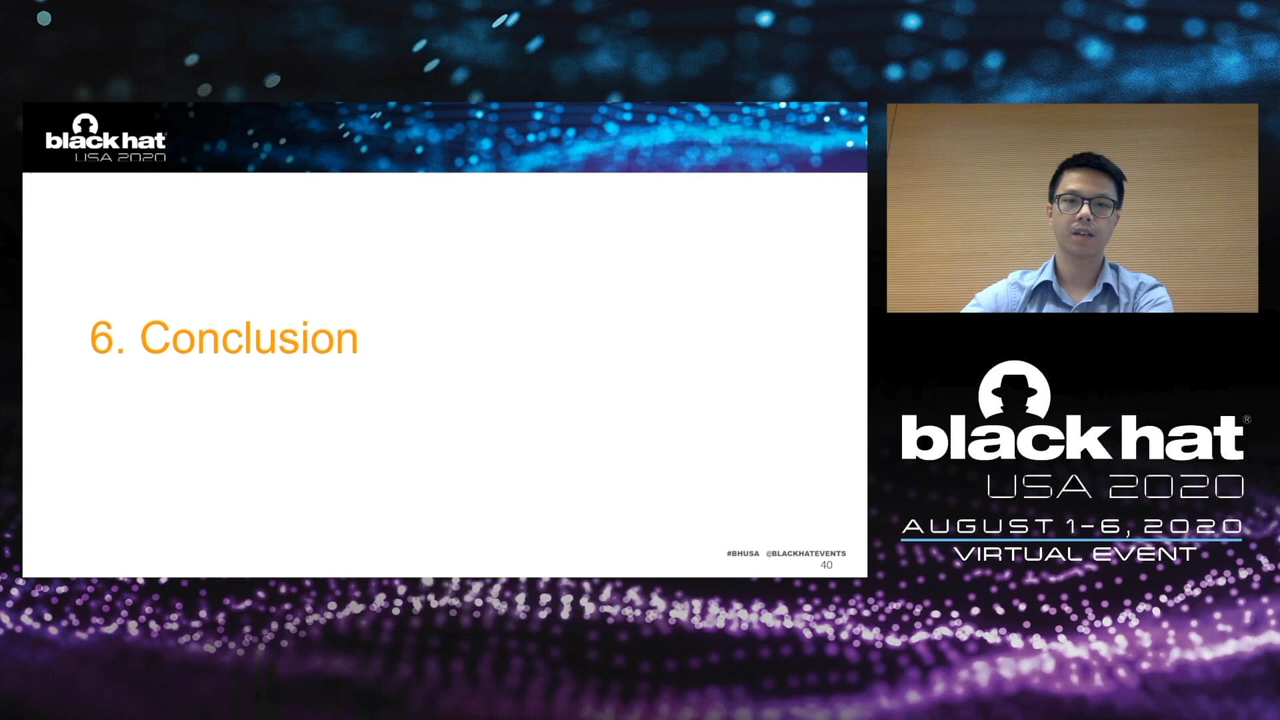 black hat
USA 2020
6. Conclusion
#BHUSA @BLACKHATEVENTS
40
black hat®
USA 2020
AUGUST 1-6, 2020
VIRTUAL EVENT